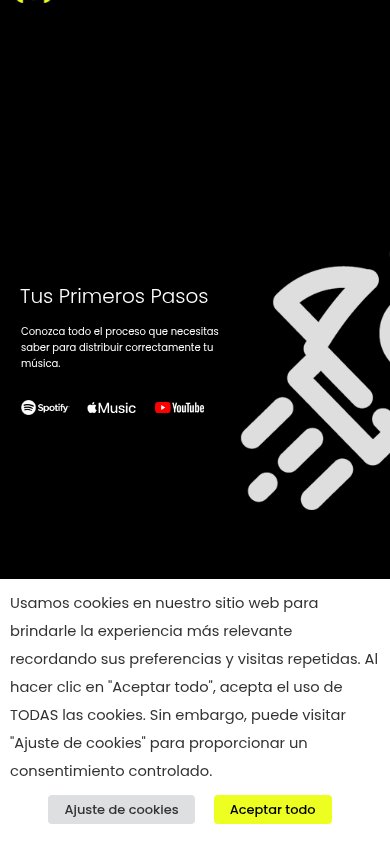 Tus Primeros Pasos
Conozca todo el proceso que necesitas
saber para distribuir correctamente tu
música.
Spotify Music YouTube
Usamos cookies en nuestro sitio web para
brindarle la experiencia más relevante
recordando sus preferencias y visitas repetidas. Al
hacer clic en "Aceptar todo", acepta el uso de
TODAS las cookies. Sin embargo, puede visitar
"Ajuste de cookies" para proporcionar un
consentimiento controlado.
Ajuste de cookies Aceptar todo